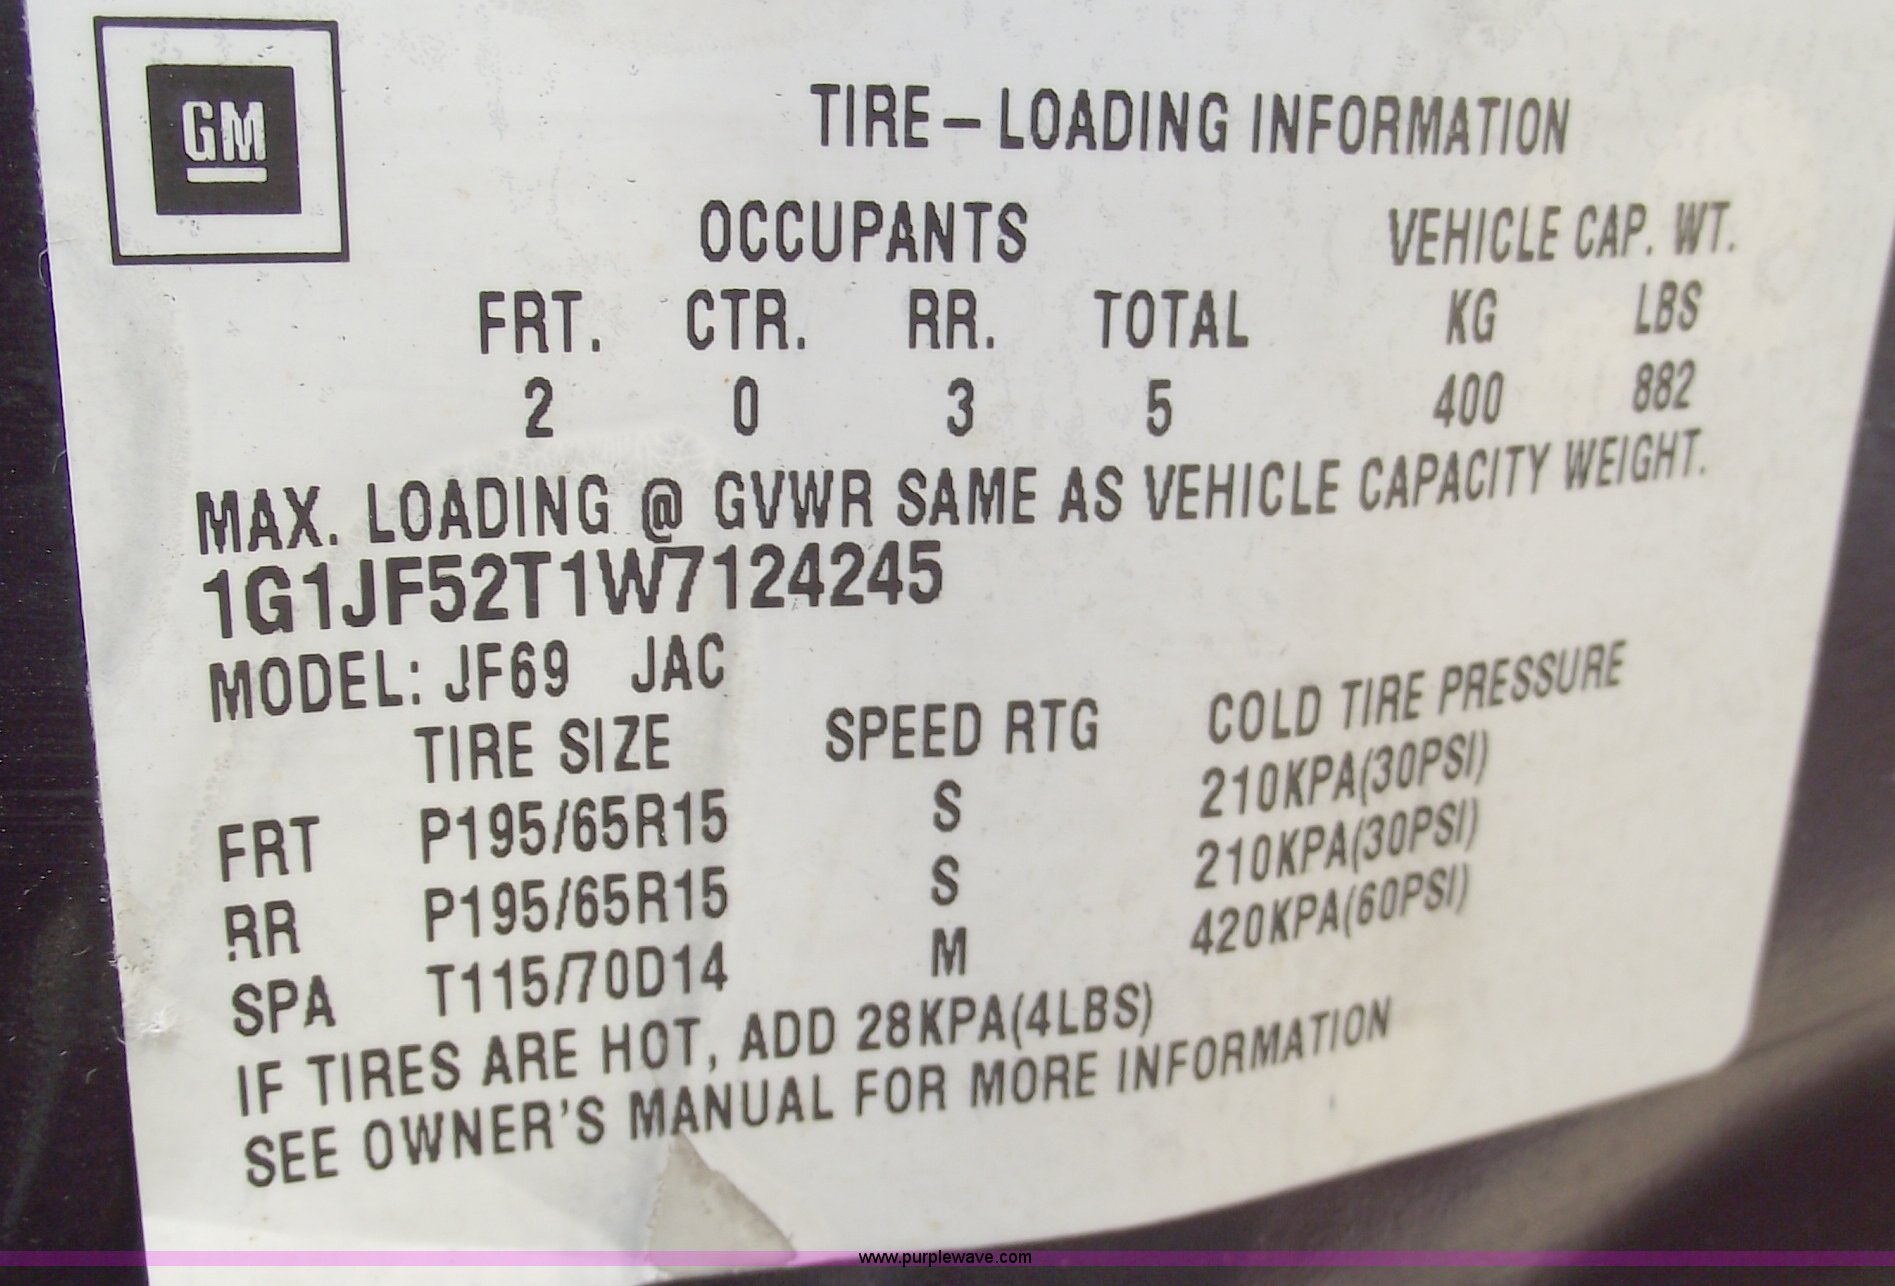 GM
TIRE – LOADING INFORMATION
OCCUPANTS VEHICLE CAP. WT.
FRT. CTR. RR. TOTAL KG LBS
2 0 3 5 400 882
MAX. LOADING @ GVWR SAME AS VEHICLE CAPACITY WEIGHT.
1G1JF52T1W7124245
MODEL: JF69 JAC
TIRE SIZE SPEED RTG COLD TIRE PRESSURE
FRT P195/65R15 S 210KPA(30PSI)
RR P195/65R15 S 210KPA(30PSI)
SPA T115/70D14 M 420KPA(60PSI)
IF TIRES ARE HOT, ADD 28KPA(4LBS)
SEE OWNER'S MANUAL FOR MORE INFORMATION
www.purplewave.com